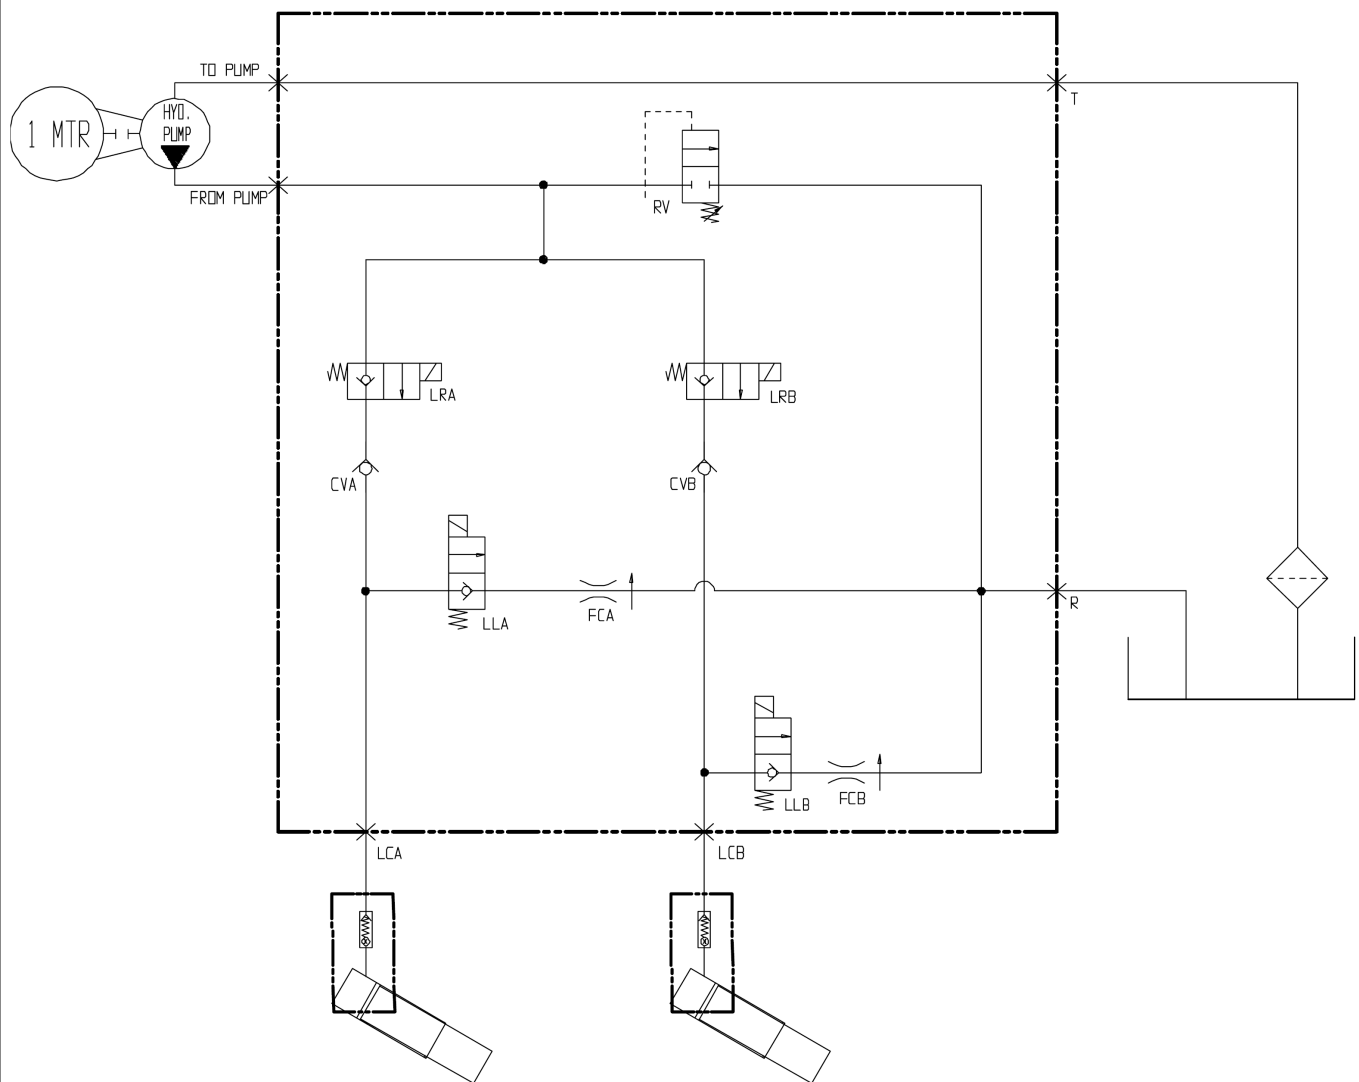 TO PUMP
T
HYD.
PUMP
1 MTR
FROM PUMP
RV
LRA
LRB
CVA
CVB
LLA
FCA
R
LLB
FCB
LCA
LCB